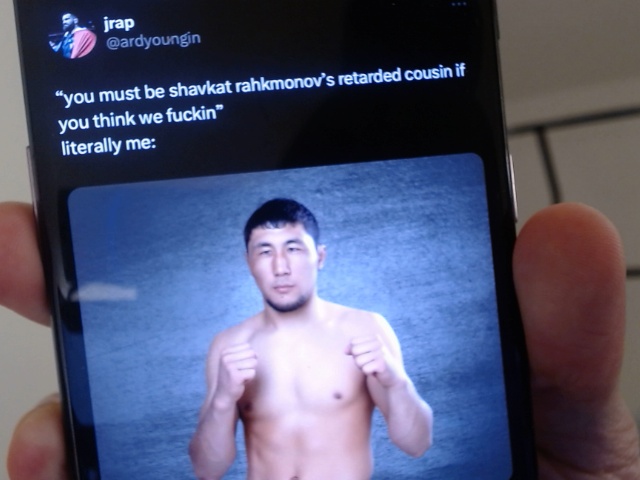 jrap
@ardyoungin
“you must be shavkat rahkmonov’s retarded cousin if
you think we fuckin”
literally me: